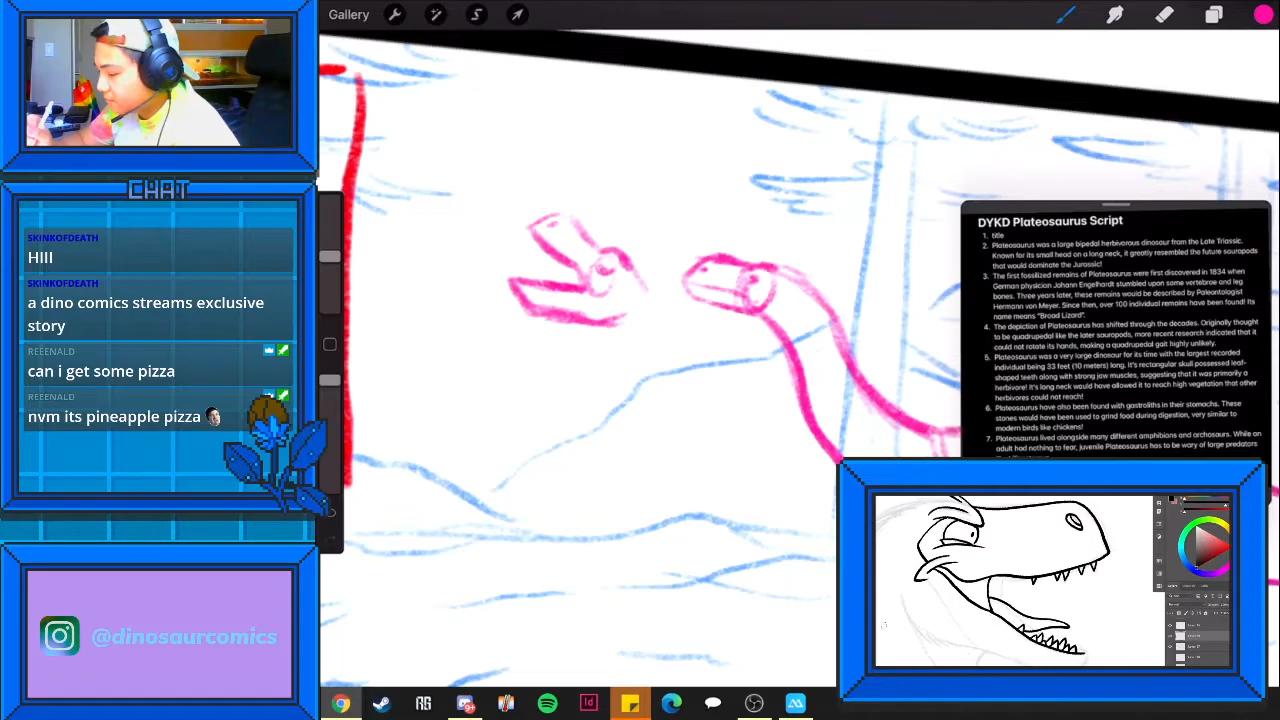 Gallery
CHAT
SKINKOFDEATH
HIII
SKINKOFDEATH
a dino comics streams exclusive
story
REEENALD
can i get some pizza
REEENALD
nvm its pineapple pizza
@dinosaurcomics
DYKD Plateosaurus Script
1. title
2. Plateosaurus was a large bipedal herbivorous dinosaur from the Late Triassic.
Known for its small head on a long neck, it greatly resembled the future sauropods
that would dominate the Jurassic!
3. The first fossilized remains of Plateosaurus were first discovered in 1834 when
German physician Johann Engelhardt stumbled upon some vertebrae and leg
bones. Three years later, these remains would be described by Paleontologist
Hermann von Meyer. Since then, over 100 individual remains have been found! Its
name means "Broad Lizard".
4. The depiction of Plateosaurus has shifted through the decades. Originally thought
to be quadrupedal like the later sauropods, more recent research indicated that it
could not rotate its hands, making a quadrupedal gait highly unlikely.
5. Plateosaurus was a very large dinosaur for its time with the largest recorded
individual being 33 feet (10 meters) long. It's rectangular skull possessed leaf-
shaped teeth along with strong jaw muscles, suggesting that it was primarily a
herbivore! It's long neck would have allowed it to reach high vegetation that other
herbivores could not reach!
6. Plateosaurus have also been found with gastroliths in their stomachs. These
stones would have been used to grind food during digestion, very similar to
modern birds like chickens!
7. Plateosaurus lived alongside many different amphibions and archosaurs. While an
adult had nothing to fear, juvenile Plateosaurus has to be wary of large predators